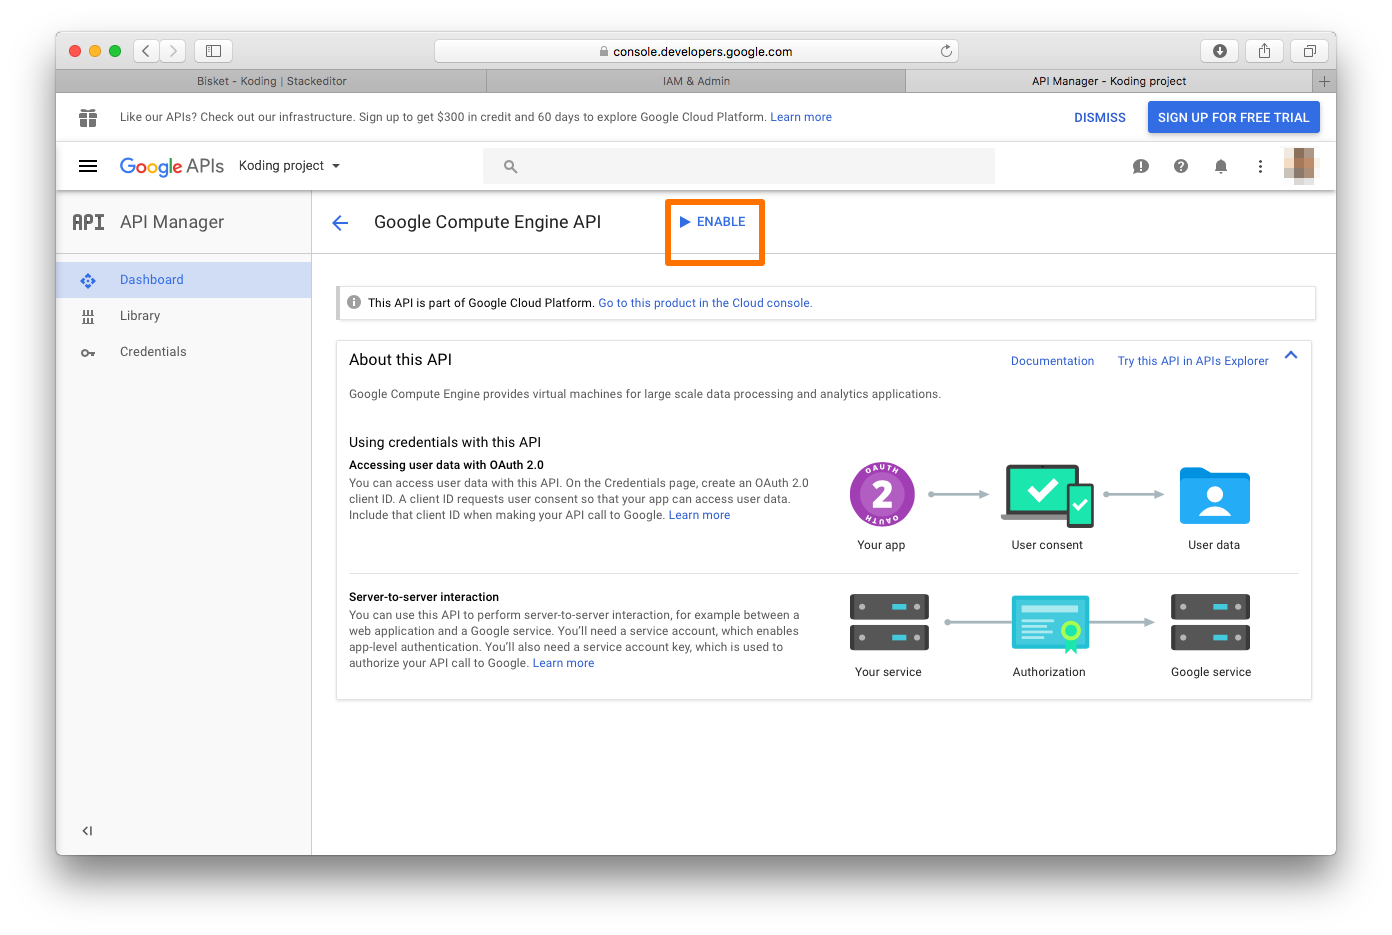 console.developers.google.com
Bisket - Koding | Stackeditor
IAM & Admin
API Manager - Koding project
Like our APIs? Check out our infrastructure. Sign up to get $300 in credit and 60 days to explore Google Cloud Platform. Learn more
DISMISS
SIGN UP FOR FREE TRIAL
Google APIs
Koding project
API API Manager
Google Compute Engine API
ENABLE
Dashboard
Library
Credentials
This API is part of Google Cloud Platform. Go to this product in the Cloud console.
About this API
Documentation
Try this API in APIs Explorer
Google Compute Engine provides virtual machines for large scale data processing and analytics applications.
Using credentials with this API
Accessing user data with OAuth 2.0
You can access user data with this API. On the Credentials page, create an OAuth 2.0
client ID. A client ID requests user consent so that your app can access user data.
Include that client ID when making your API call to Google. Learn more
OAUTH
2
OAUTH
Your app
User consent
User data
Server-to-server interaction
You can use this API to perform server-to-server interaction, for example between a
web application and a Google service. You'll need a service account, which enables
app-level authentication. You'll also need a service account key, which is used to
authorize your API call to Google. Learn more
Your service
Authorization
Google service